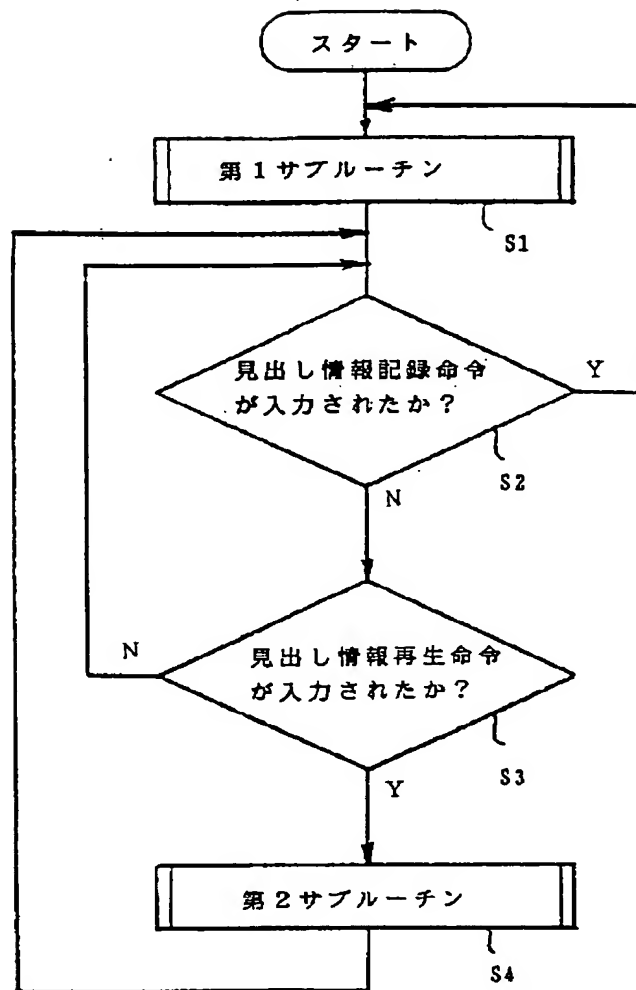 スタート
第1サブルーチン
S1
見出し情報記録命令
が入力されたか?
Y
S2
N
見出し情報再生命令
が入力されたか?
N
S3
Y
第2サブルーチン
S4